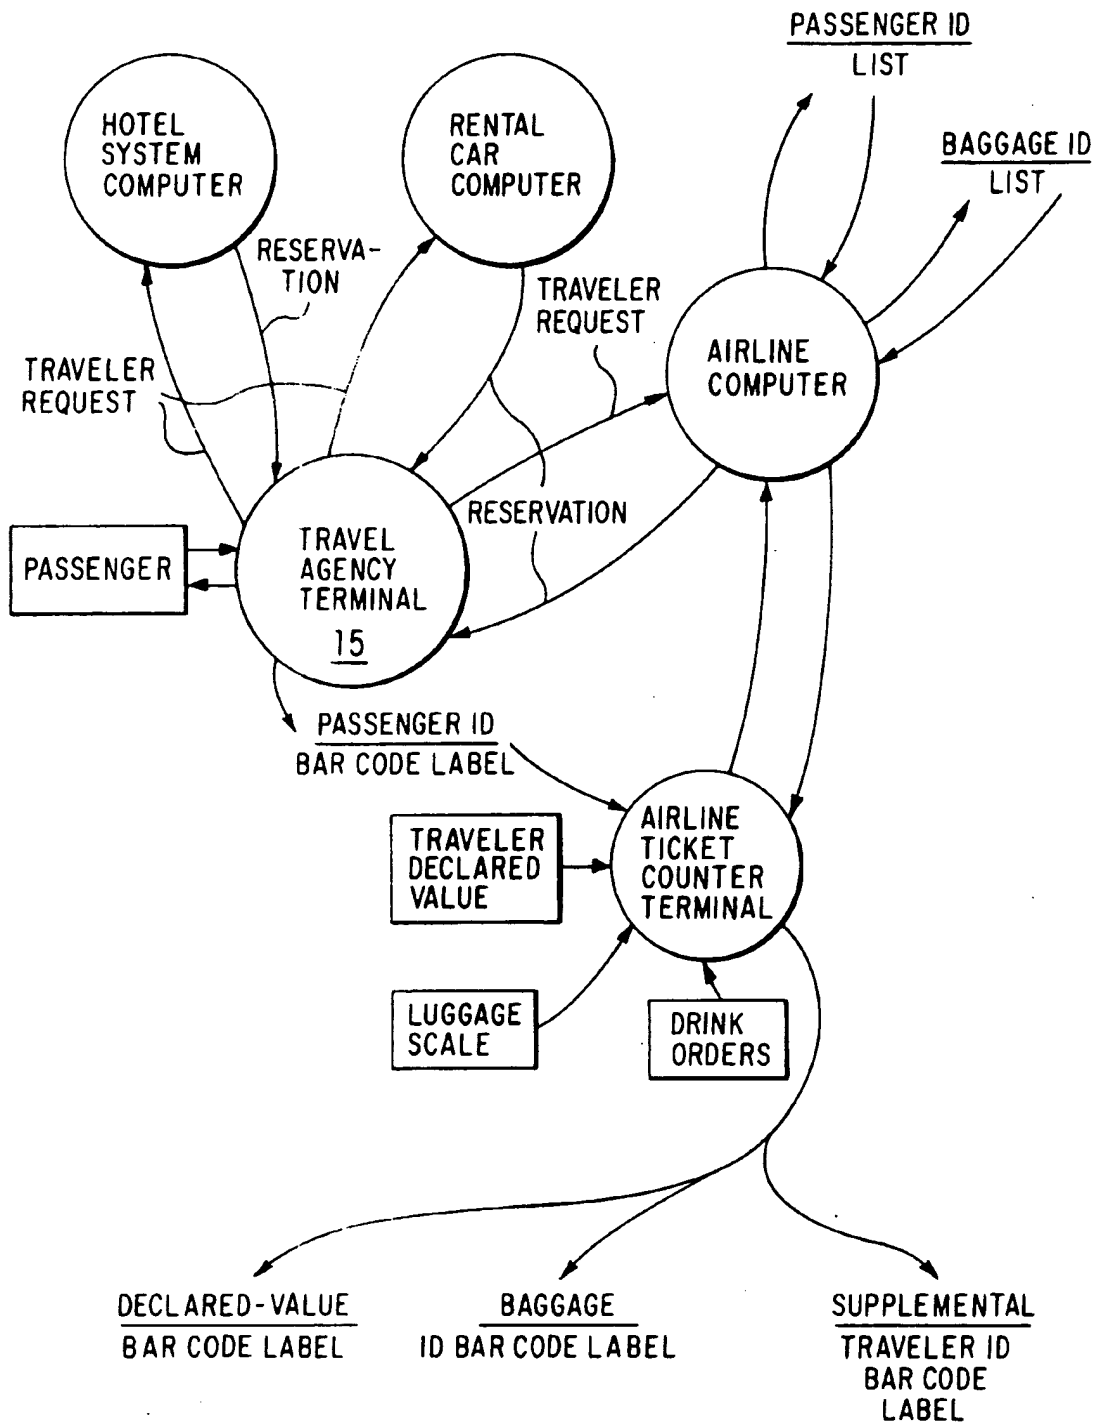 PASSENGER ID
LIST
HOTEL
SYSTEM
COMPUTER
RENTAL
CAR
COMPUTER
BAGGAGE ID
LIST
RESERVA-
TION
TRAVELER
REQUEST
TRAVELER
REQUEST
AIRLINE
COMPUTER
RESERVATION
PASSENGER
TRAVEL
AGENCY
TERMINAL
15
PASSENGER ID
BAR CODE LABEL
TRAVELER
DECLARED
VALUE
AIRLINE
TICKET
COUNTER
TERMINAL
LUGGAGE
SCALE
DRINK
ORDERS
DECLARED-VALUE
BAR CODE LABEL
BAGGAGE
ID BAR CODE LABEL
SUPPLEMENTAL
TRAVELER ID
BAR CODE
LABEL